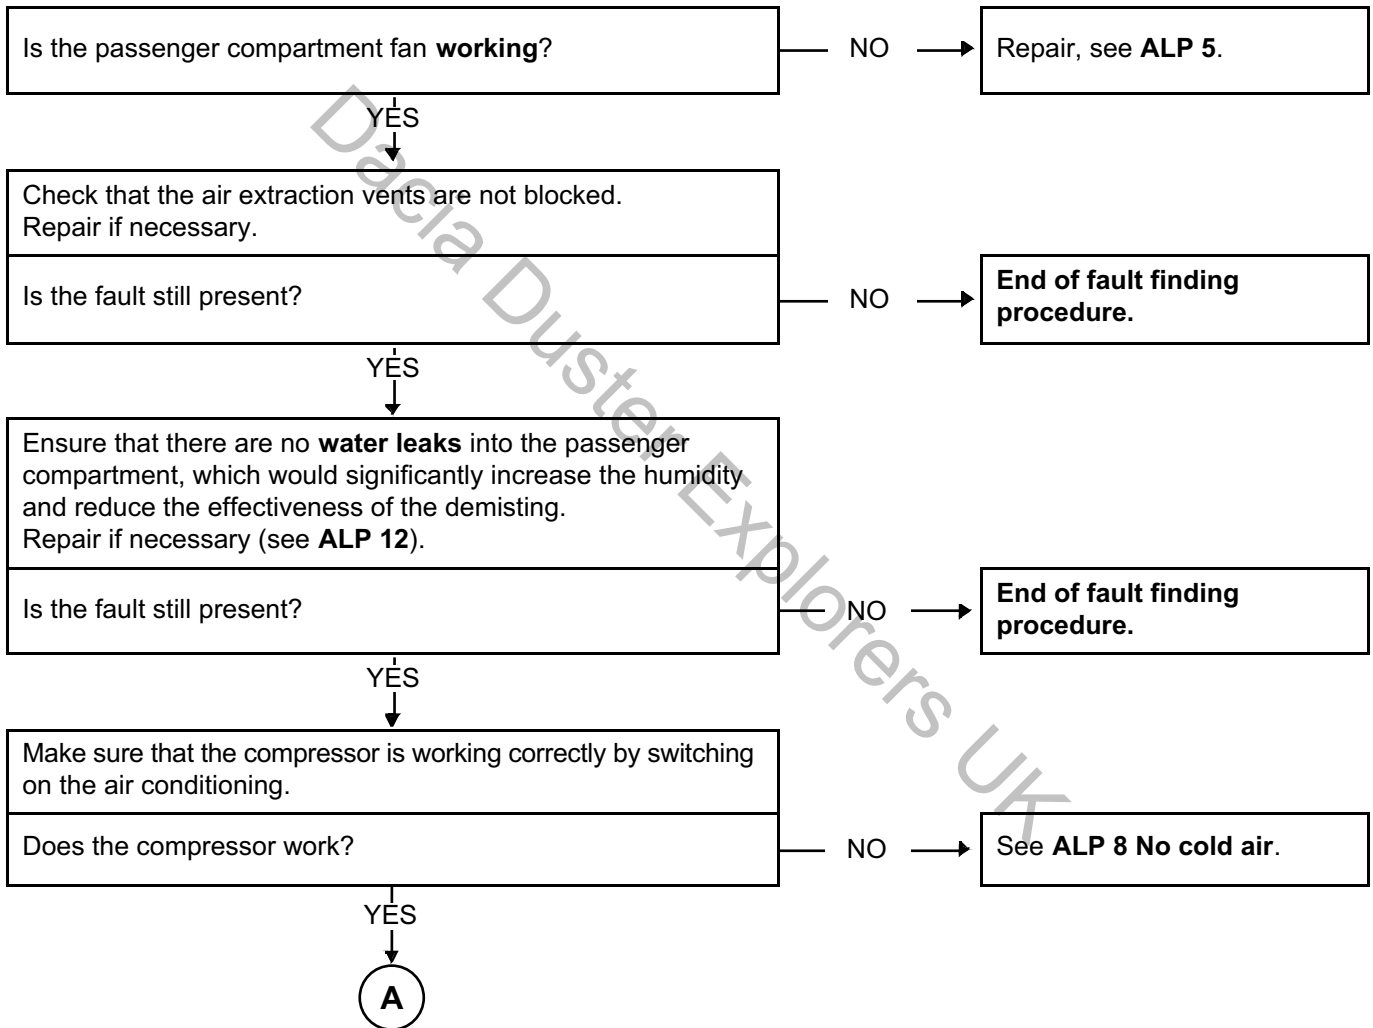 Is the passenger compartment fan working?
NO
Repair, see ALP 5.
YES
Check that the air extraction vents are not blocked.
Repair if necessary.
Is the fault still present?
NO
End of fault finding
procedure.
YES
Ensure that there are no water leaks into the passenger
compartment, which would significantly increase the humidity
and reduce the effectiveness of the demisting.
Repair if necessary (see ALP 12).
Is the fault still present?
NO
End of fault finding
procedure.
YES
Make sure that the compressor is working correctly by switching
on the air conditioning.
Does the compressor work?
NO
See ALP 8 No cold air.
YES
A
Dacia Duster Explorers UK